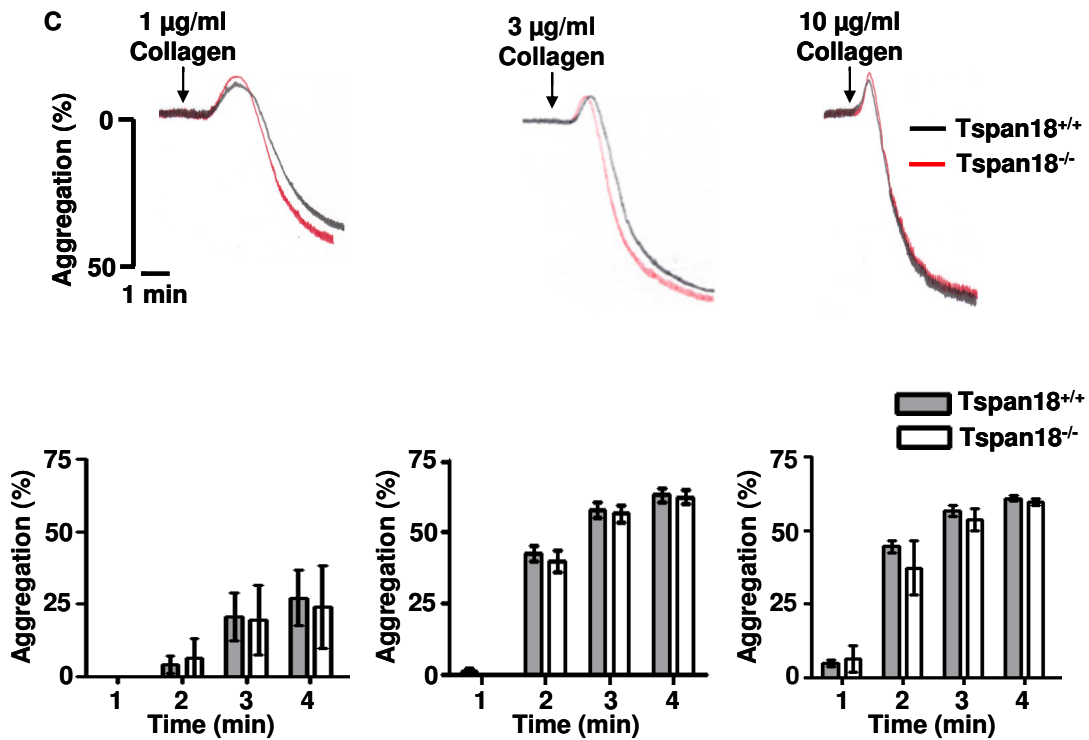 C
1 µg/ml
Collagen
3 µg/ml
Collagen
10 µg/ml
Collagen
Aggregation (%)
0
50
1 min
Tspan18+/+
Tspan18-/-
Tspan18+/+
Tspan18-/-
Aggregation (%)
75
50
25
0
1 2 3 4
Time (min)
Aggregation (%)
75
50
25
0
1 2 3 4
Time (min)
Aggregation (%)
75
50
25
0
1 2 3 4
Time (min)